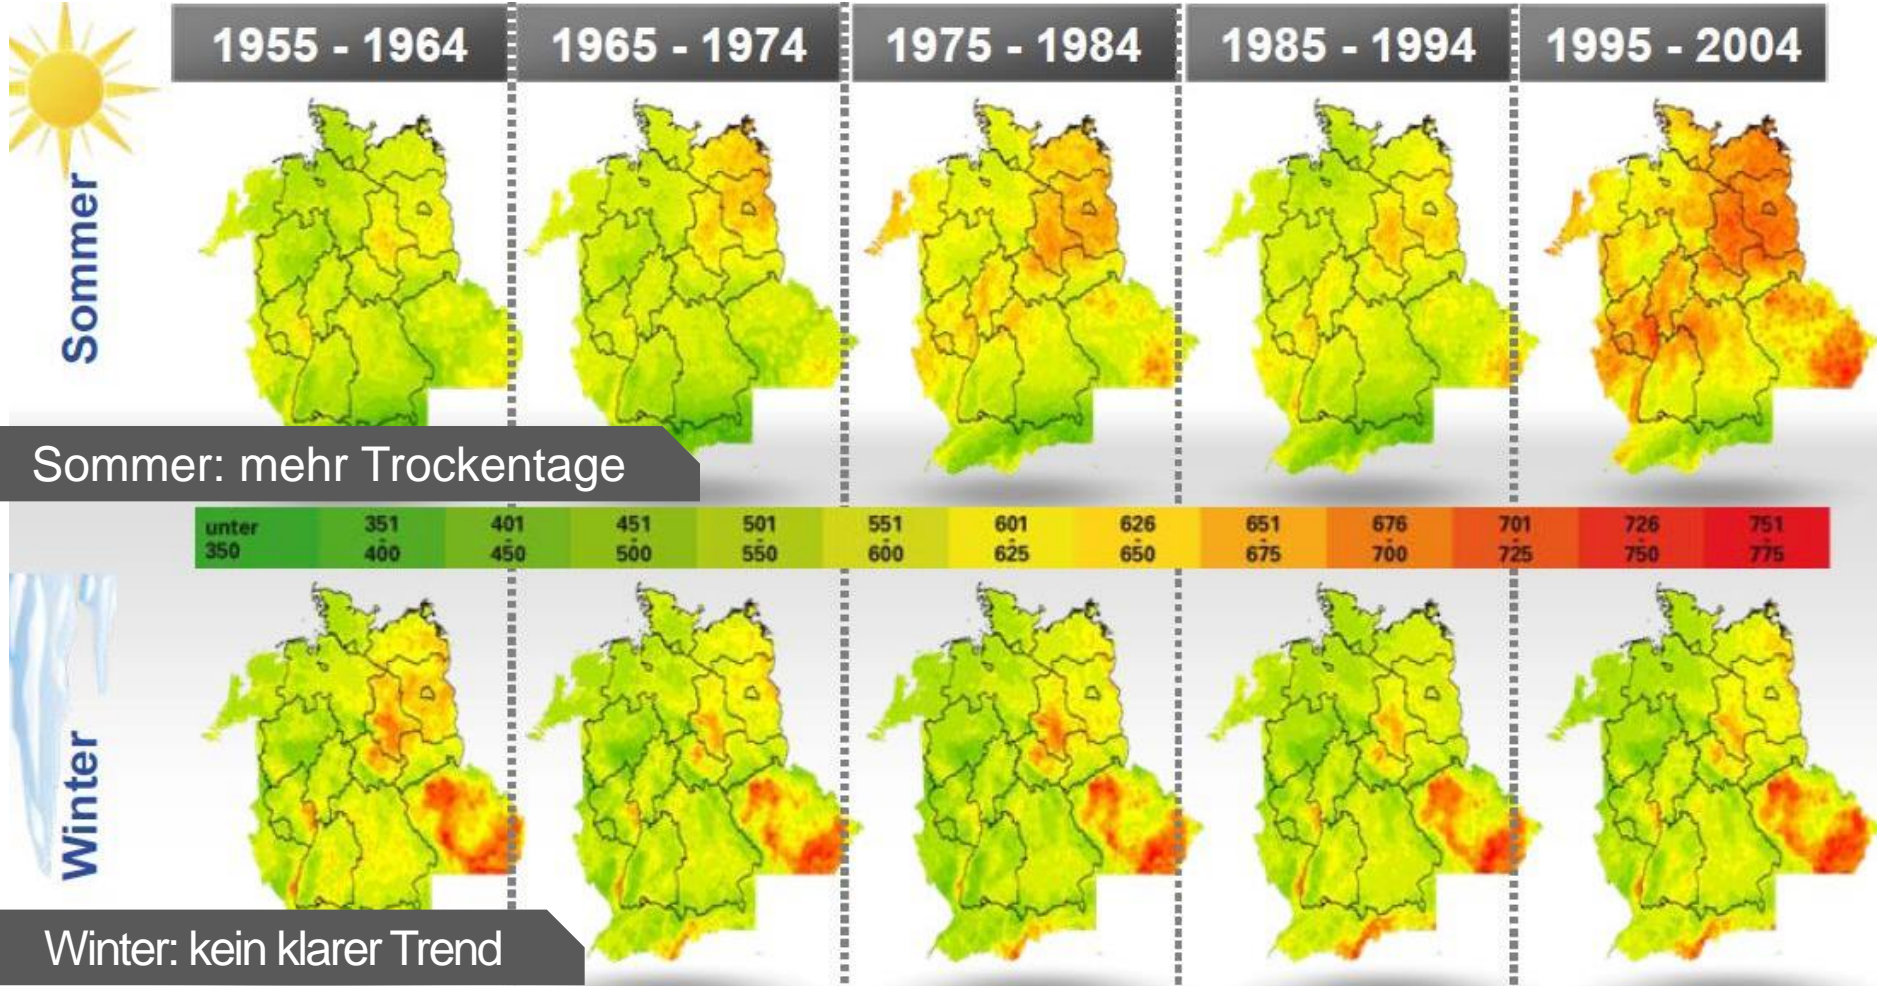 1955 - 1964
1965 - 1974
1975 - 1984
1985 - 1994
1995 - 2004
Sommer
Sommer: mehr Trockentage
unter 350
351 - 400
401 - 450
451 - 500
501 - 550
551 - 600
601 - 625
626 - 650
651 - 675
676 - 700
701 - 725
726 - 750
751 - 775
Winter
Winter: kein klarer Trend